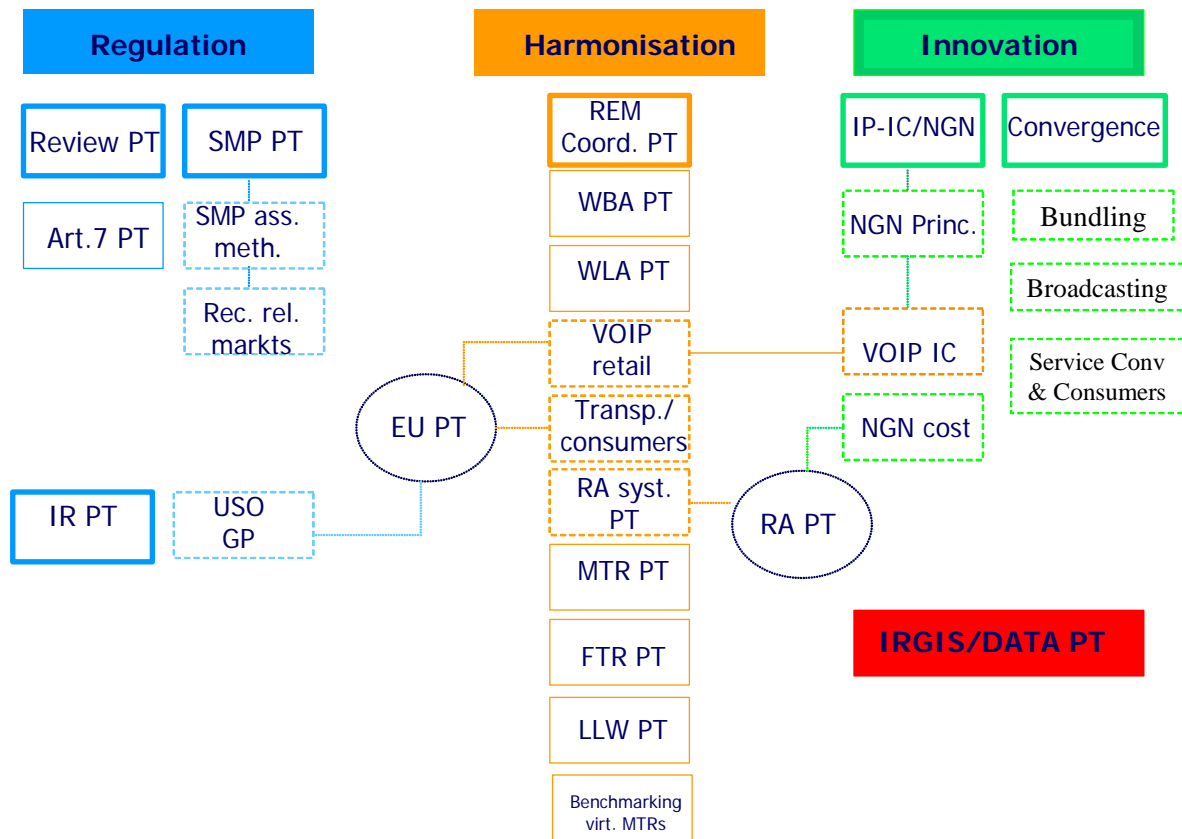 Regulation
Harmonisation
Innovation
Review PT
SMP PT
REM
Coord. PT
IP-IC/NGN
Convergence
Art.7 PT
SMP ass.
meth.
WBA PT
NGN Princ.
Bundling
WLA PT
Broadcasting
Rec. rel.
markts
VOIP
retail
VOIP IC
Service Conv
& Consumers
EU PT
Transp./
consumers
NGN cost
IR PT
USO
GP
RA syst.
PT
RA PT
MTR PT
IRGIS/DATA PT
FTR PT
LLW PT
Benchmarking
virt. MTRs